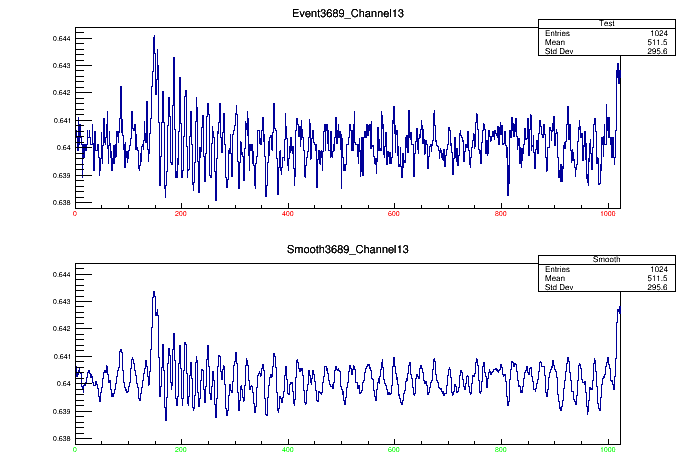 Event3689_Channel13
Test
Entries 1024
Mean 511.5
Std Dev 295.6
0.644
0.643
0.642
0.641
0.64
0.639
0.638
0 200 400 600 800 1000
Smooth3689_Channel13
Smooth
Entries 1024
Mean 511.5
Std Dev 295.6
0.644
0.643
0.642
0.641
0.64
0.639
0.638
0 200 400 600 800 1000